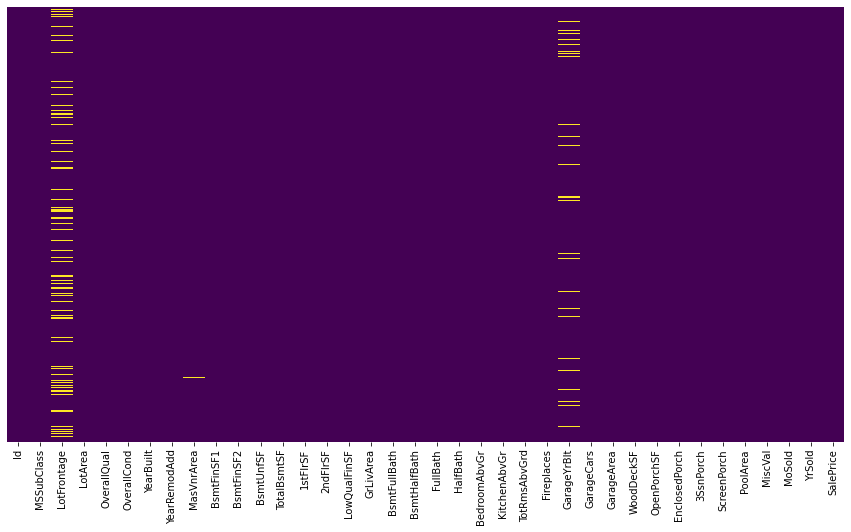 Id
MSSubClass
LotFrontage
LotArea
OverallQual
OverallCond
YearBuilt
YearRemodAdd
MasVnrArea
BsmtFinSF1
BsmtFinSF2
BsmtUnfSF
TotalBsmtSF
1stFlrSF
2ndFlrSF
LowQualFinSF
GrLivArea
BsmtFullBath
BsmtHalfBath
FullBath
HalfBath
BedroomAbvGr
KitchenAbvGr
TotRmsAbvGrd
Fireplaces
GarageYrBlt
GarageCars
GarageArea
WoodDeckSF
OpenPorchSF
EnclosedPorch
3SsnPorch
ScreenPorch
PoolArea
MiscVal
MoSold
YrSold
SalePrice